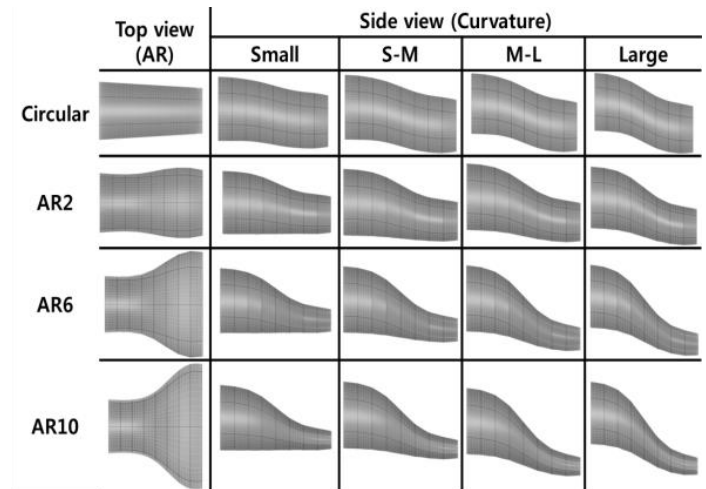 Top view
(AR)
Side view (Curvature)
Small
S-M
M-L
Large
Circular
AR2
AR6
AR10